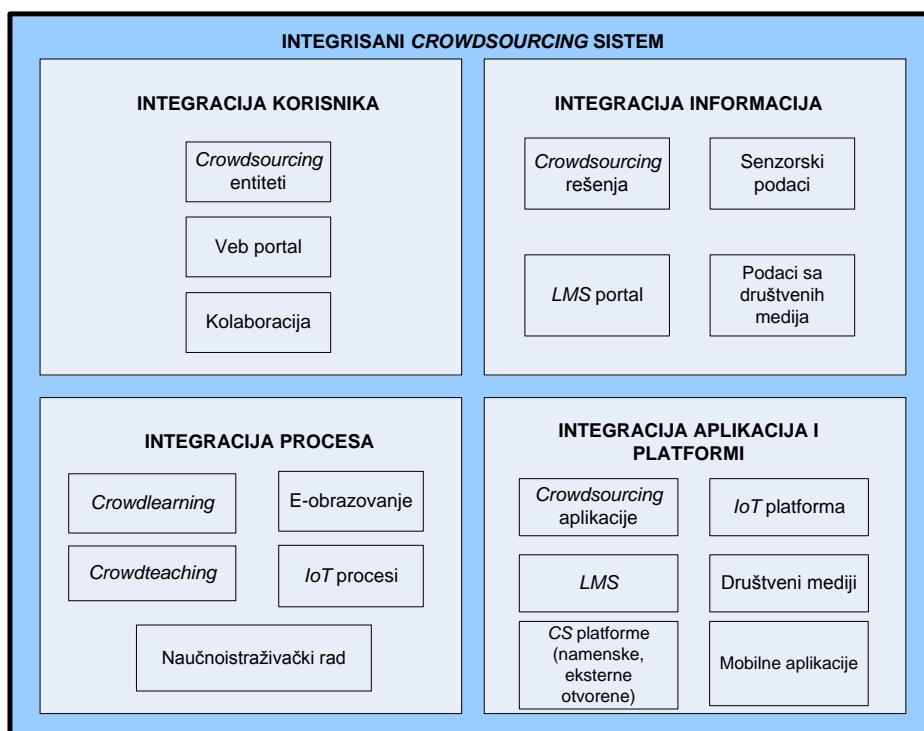 INTEGRISANI CROWDSOURCING SISTEM
INTEGRACIJA KORISNIKA
Crowdsourcing
entiteti
Veb portal
Kolaboracija
INTEGRACIJA INFORMACIJA
Crowdsourcing
rešenja
Senzorski
podaci
LMS portal
Podaci sa
društvenih
medija
INTEGRACIJA PROCESA
Crowdlearning
E-obrazovanje
Crowdteaching
IoT procesi
Naučnoistraživački rad
INTEGRACIJA APLIKACIJA I
PLATFORMI
Crowdsourcing
aplikacije
IoT platforma
LMS
Društveni mediji
CS platforme
(namenske,
eksterne
otvorene)
Mobilne aplikacije